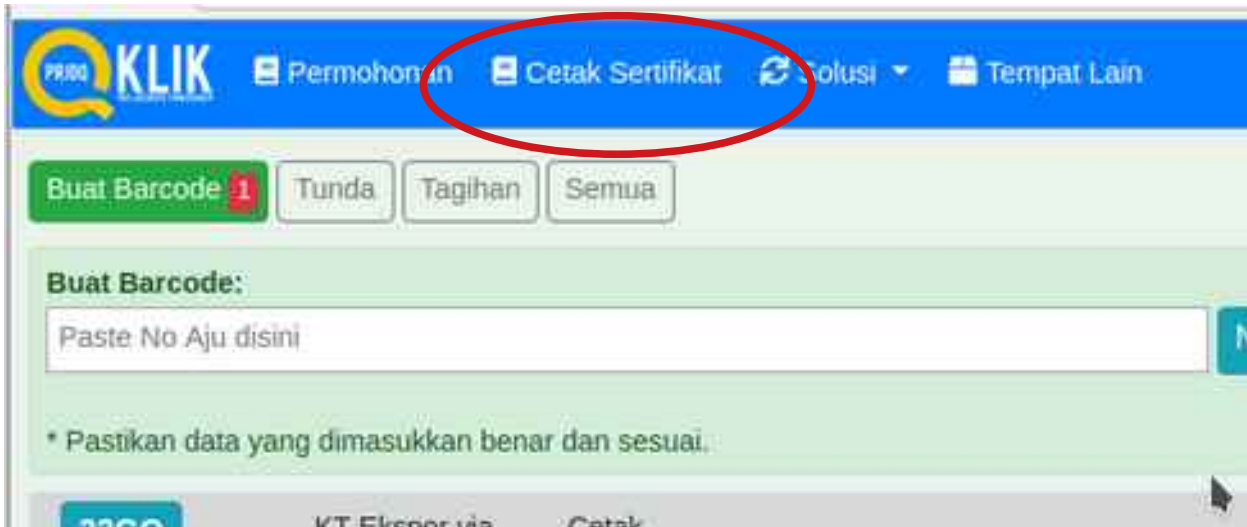 PRIDO KLIK Permohonan Cetak Sertifikat Solusi Tempat Lain
Buat Barcode 1 Tunda Tagihan Semua
Buat Barcode:
Paste No Aju disini
* Pastikan data yang dimasukkan benar dan sesuai.
KT Ekspor via Cetak